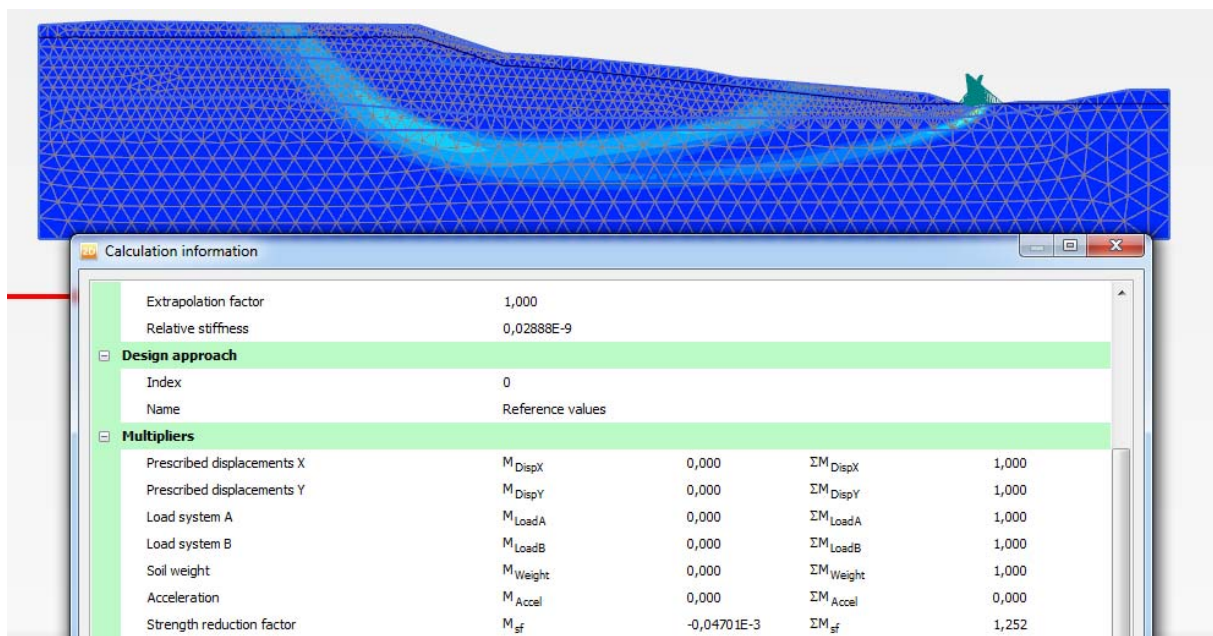 Calculation information
Extrapolation factor 1,000
Relative stiffness 0,02888E-9
Design approach
Index 0
Name Reference values
Multipliers
Prescribed displacements X M DispX 0,000 ΣM DispX 1,000
Prescribed displacements Y M DispY 0,000 ΣM DispY 1,000
Load system A M LoadA 0,000 ΣM LoadA 1,000
Load system B M LoadB 0,000 ΣM LoadB 1,000
Soil weight M Weight 0,000 ΣM Weight 1,000
Acceleration M Accel 0,000 ΣM Accel 0,000
Strength reduction factor M sf -0,04701E-3 ΣM sf 1,252